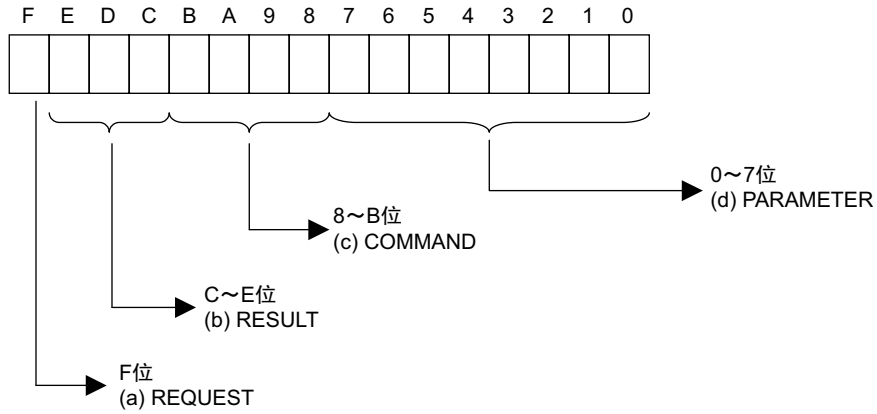 F E D C B A 9 8 7 6 5 4 3 2 1 0
0～7位
(d) PARAMETER
8～B位
(c) COMMAND
C～E位
(b) RESULT
F位
(a) REQUEST